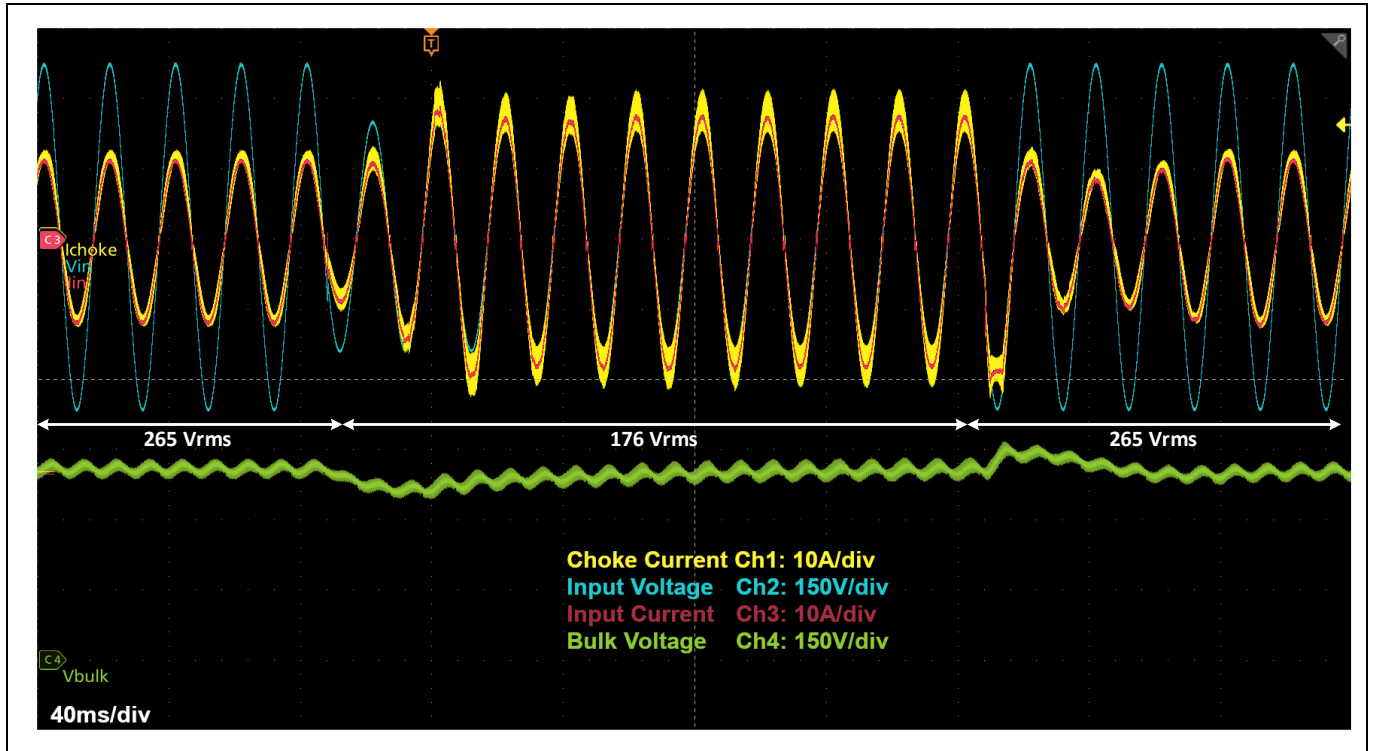 T
C3
Ichoke
Vin
Iin
265 Vrms
176 Vrms
265 Vrms
Choke Current Ch1: 10A/div
Input Voltage Ch2: 150V/div
Input Current Ch3: 10A/div
Bulk Voltage Ch4: 150V/div
C4
Vbulk
40ms/div